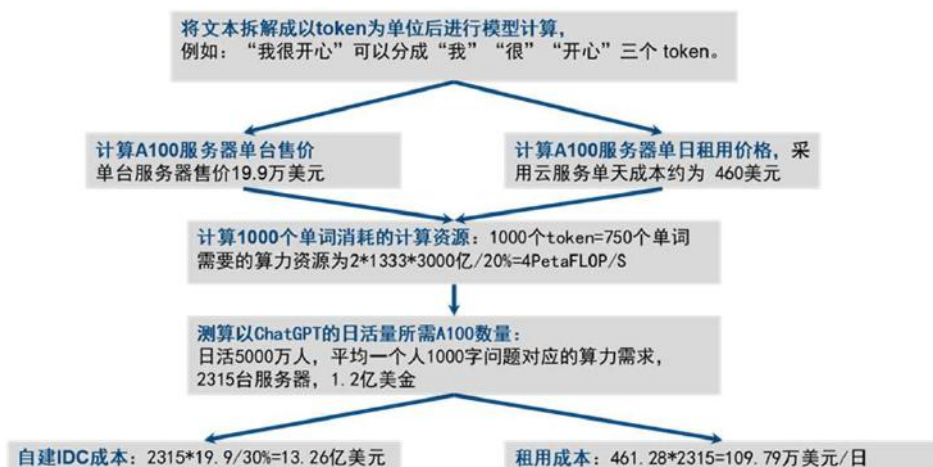 将文本拆解成以token为单位后进行模型计算,
例如：“我很开心”可以分成“我”“很”“开心”三个 token。
计算A100服务器单台售价
单台服务器售价19.9万美元
计算A100服务器单日租用价格，采
用云服务单天成本约为 460美元
计算1000个单词消耗的计算资源：1000个token=750个单词
需要的算力资源为2*1333*3000亿/20%=4PetaFLOP/S
测算以ChatGPT的日活量所需A100数量：
日活5000万人，平均一个人1000字问题对应的算力需求，
2315台服务器，1.2亿美金
自建IDC成本：2315*19.9/30%=13.26亿美元
租用成本：461.28*2315=109.79万美元/日